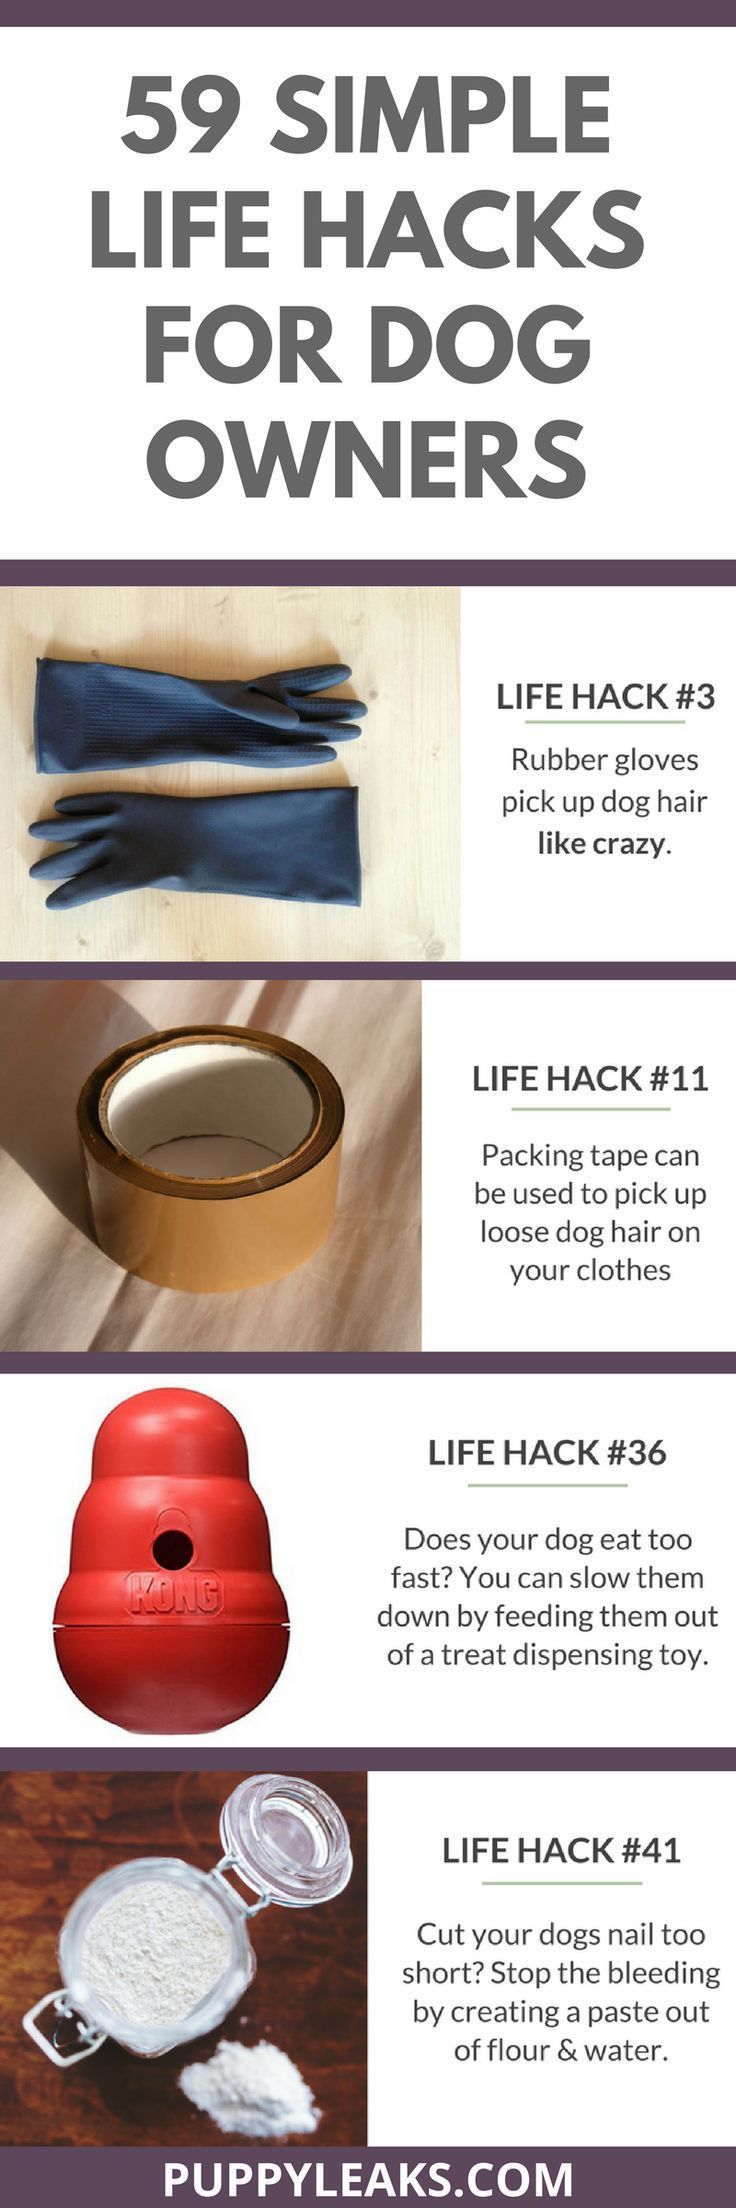 59 SIMPLE
LIFE HACKS
FOR DOG
OWNERS
LIFE HACK #3
Rubber gloves
pick up dog hair
like crazy.
LIFE HACK #11
Packing tape can
be used to pick up
loose dog hair on
your clothes
KONG
LIFE HACK #36
Does your dog eat too
fast? You can slow them
down by feeding them out
of a treat dispensing toy.
LIFE HACK #41
Cut your dogs nail too
short? Stop the bleeding
by creating a paste out
of flour & water.
PUPPYLEAKS.COM